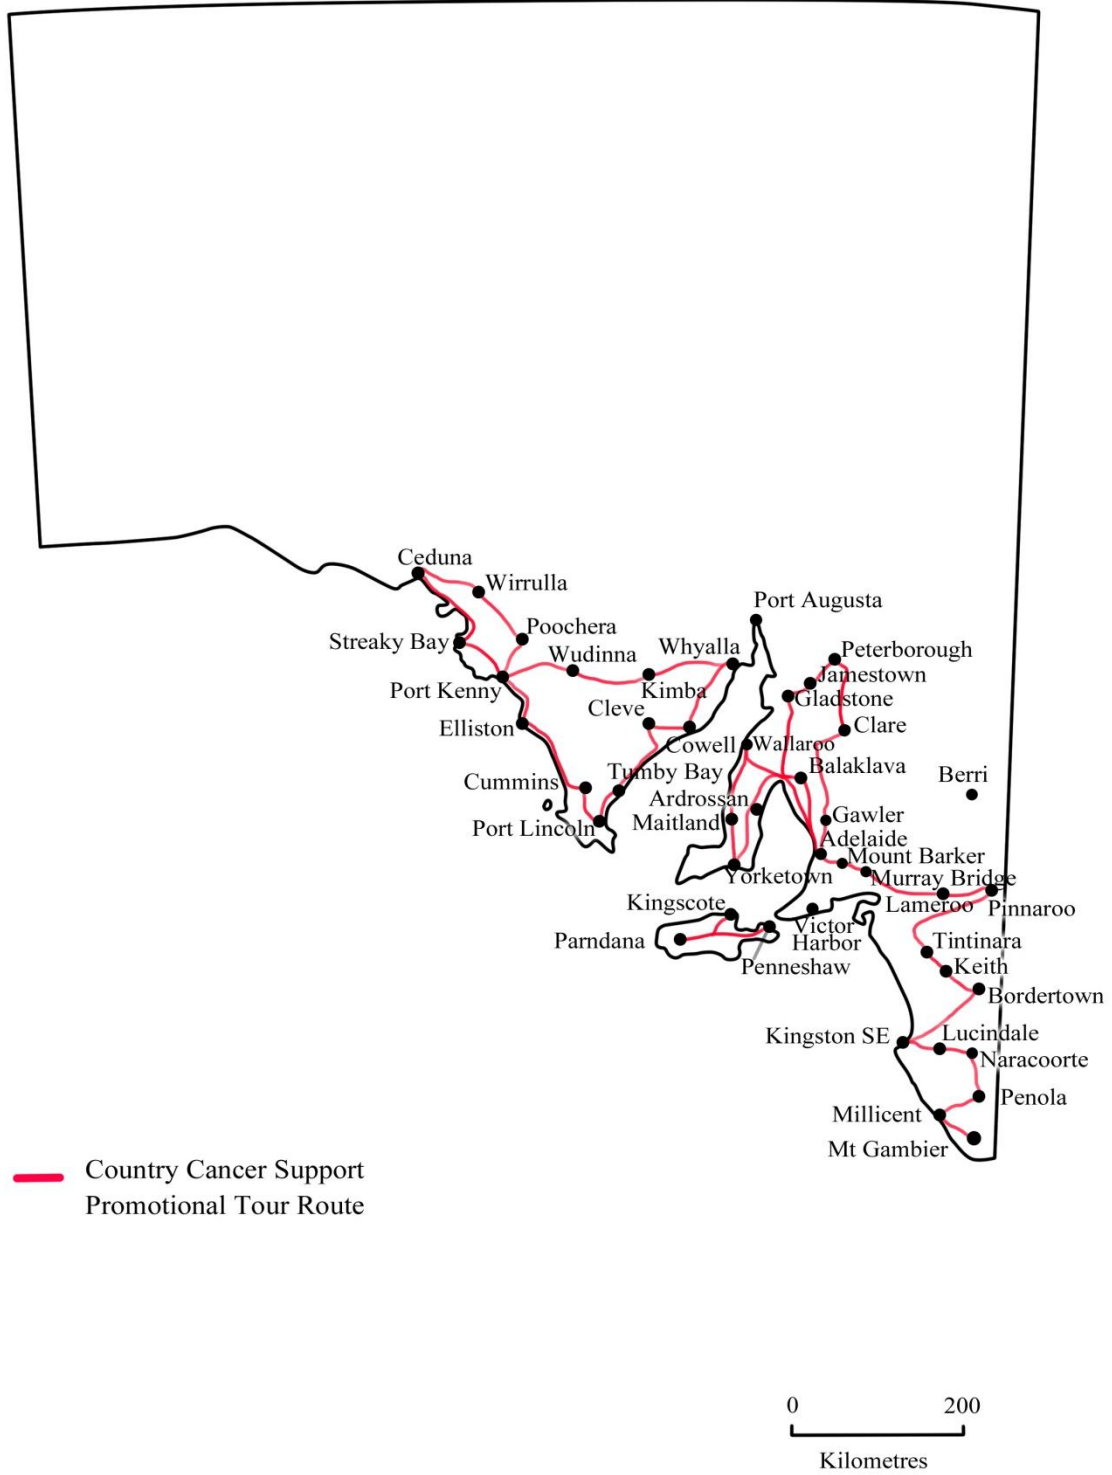 Ceduna
Wirrulla
Port Augusta
Poochera
Streaky Bay
Whyalla
Peterborough
Wudinna
Jamestown
Port Kenny
Kimba
Gladstone
Cleve
Elliston
Clare
Cowell
Wallaroo
Cummins
Tumby Bay
Balaklava
Berri
Ardrossan
Port Lincoln
Maitland
Gawler
Adelaide
Mount Barker
Yorketown
Murray Bridge
Kingscote
Lameroo
Pinnaroo
Victor
Harbor
Parndana
Tintinara
Penneshaw
Keith
Bordertown
Kingston SE
Lucindale
Naracoorte
Penola
Millicent
Mt Gambier
Country Cancer Support
Promotional Tour Route
0 200
Kilometres